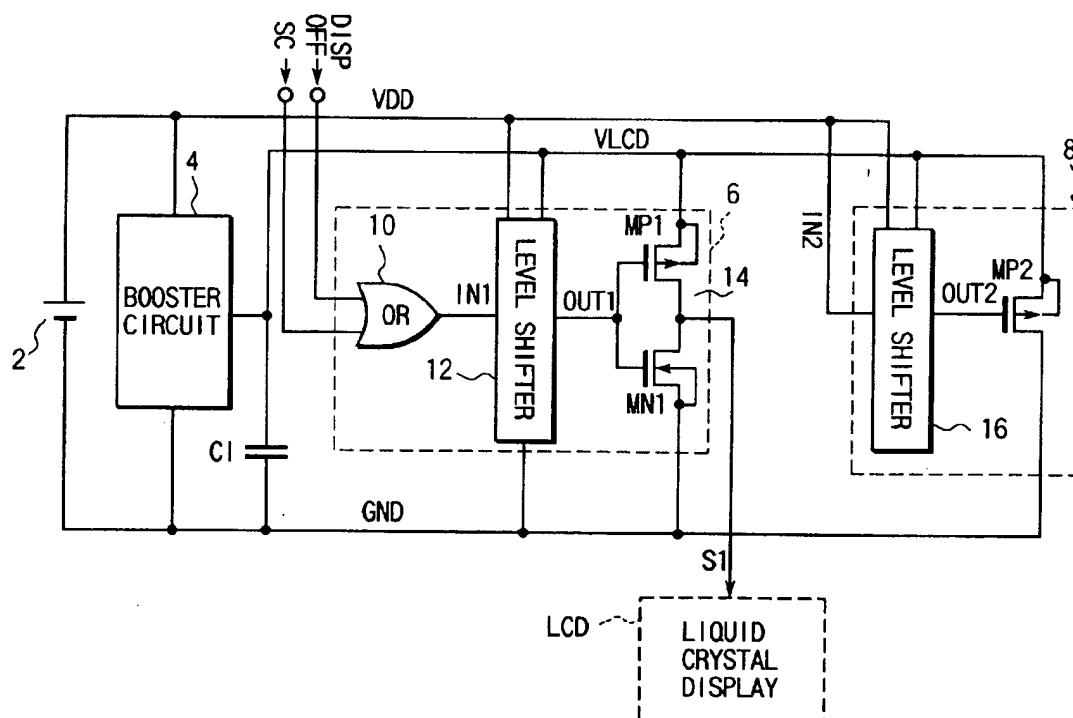 DISP
OFF
SC
VDD
VLCD
4
8
6
10
MP1
IN2
BOOSTER
CIRCUIT
OR
IN1
LEVEL SHIFTER
OUT1
14
LEVEL SHIFTER
OUT2
MP2
2
12
MN1
16
C1
GND
S1
LCD
LIQUID
CRYSTAL
DISPLAY